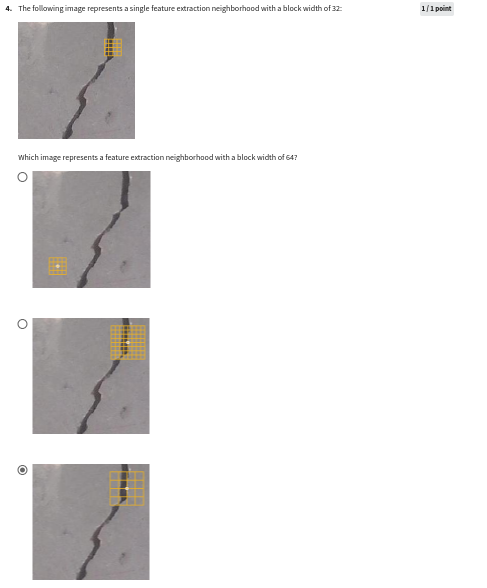 4. The following image represents a single feature extraction neighborhood with a block width of 32:
1 / 1 point
Which image represents a feature extraction neighborhood with a block width of 64?